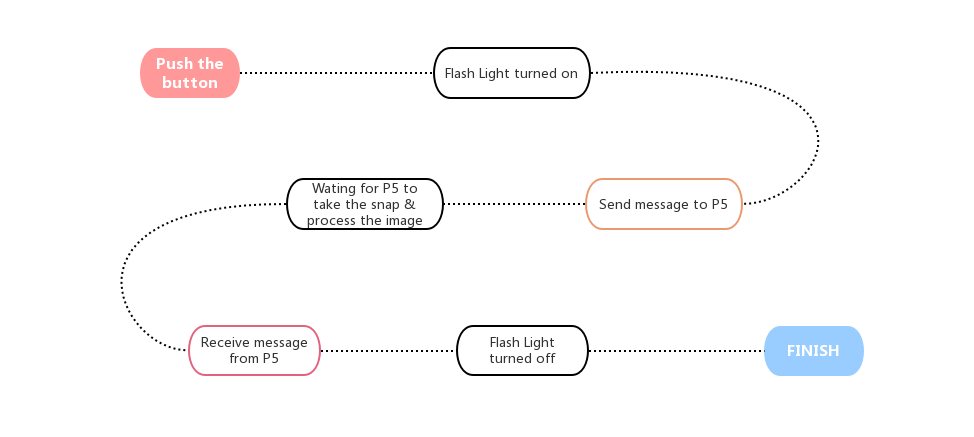 Push the
button
Flash Light turned on
Send message to P5
Wating for P5 to
take the snap &
process the image
Receive message
from P5
Flash Light
turned off
FINISH